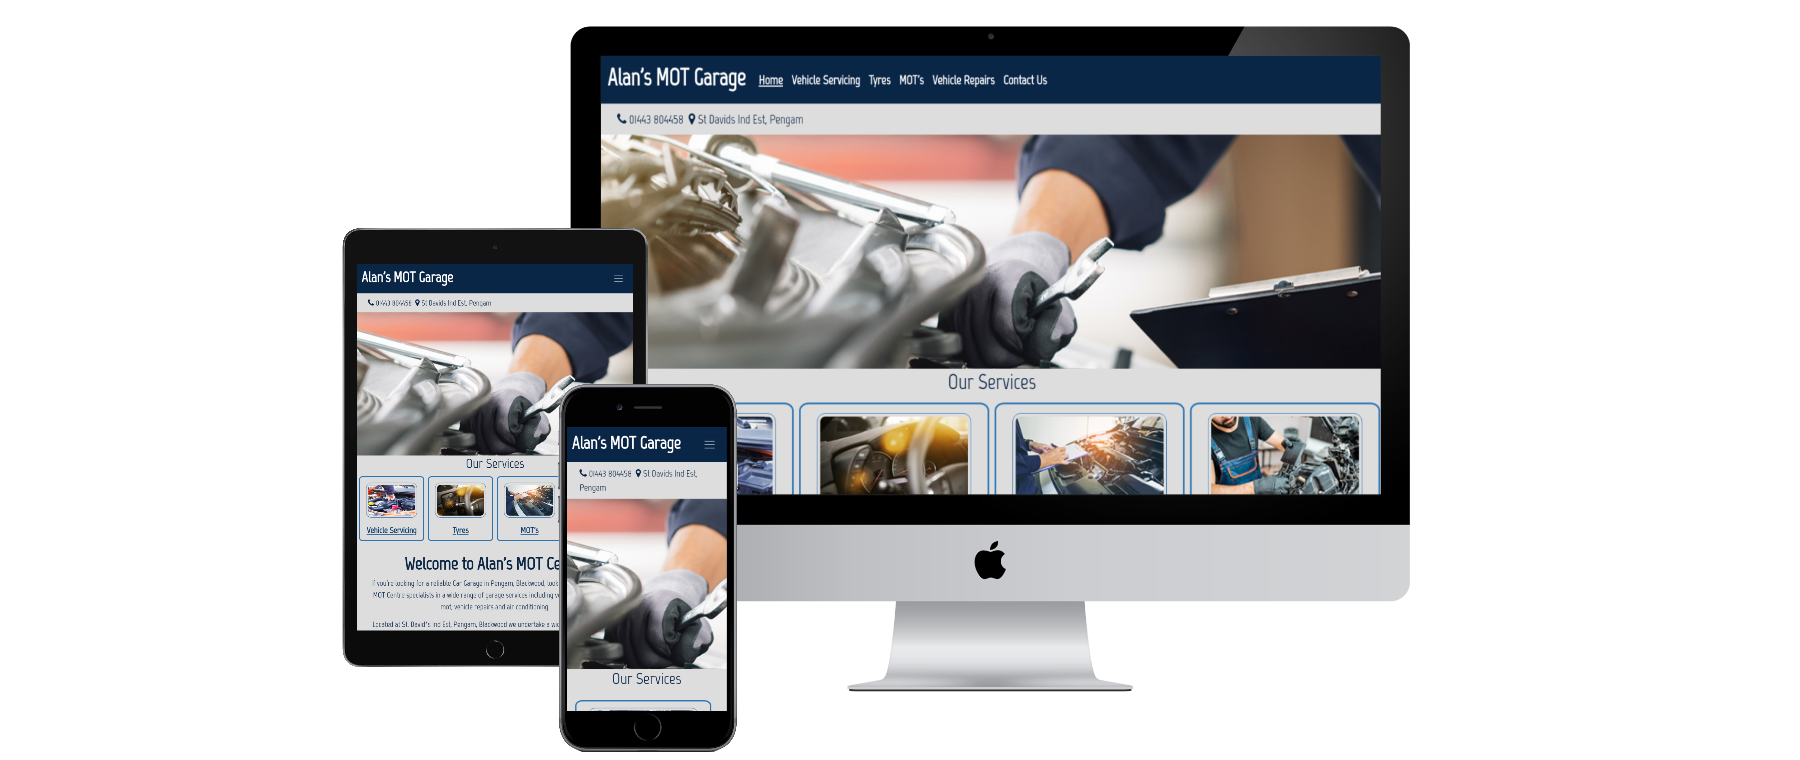 Alan's MOT Garage Home Vehicle Servicing Tyres MOT's Vehicle Repairs Contact Us
01443 804458 St Davids Ind Est, Pengam
Our Services
Alan's MOT Garage
01443 804458 St Davids Ind Est, Pengam
Our Services
Vehicle Servicing Tyres MOT's
Welcome to Alan's MOT Ce
if you're looking for a reliable Car Garage in Pengam, Blackwood, look
MOT Centre specialists in a wide range of garage services including v
mot, vehicle repairs and air conditioning.
Located at St. David's Ind Est, Pengam, Blackwood we undertake a wi
Alan's MOT Garage
01443 804458 St Davids Ind Est,
Pengam
Our Services